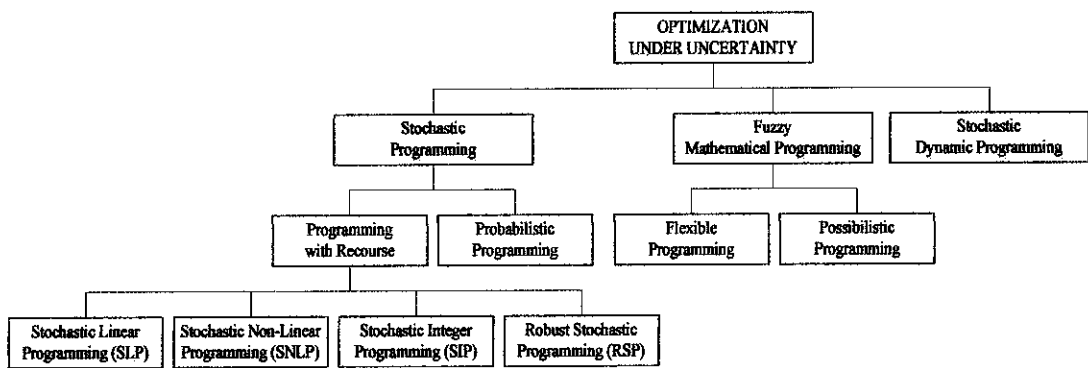 OPTIMIZATION
UNDER UNCERTAINTY
Stochastic
Programming
Fuzzy
Mathematical Programming
Stochastic
Dynamic Programming
Programming
with Recourse
Probabilistic
Programming
Flexible
Programming
Possibilistic
Programming
Stochastic Linear
Programming (SLP)
Stochastic Non-Linear
Programming (SNLP)
Stochastic Integer
Programming (SIP)
Robust Stochastic
Programming (RSP)